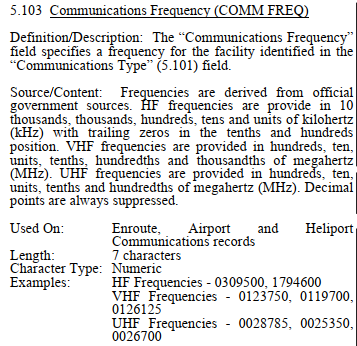 5.103 Communications Frequency (COMM FREQ)
Definition/Description: The “Communications Frequency”
field specifies a frequency for the facility identified in the
“Communications Type” (5.101) field.
Source/Content: Frequencies are derived from official
government sources. HF frequencies are provide in 10
thousands, thousands, hundreds, tens and units of kilohertz
(kHz) with trailing zeros in the tenths and hundreds
position. VHF frequencies are provided in hundreds, ten,
units, tenths, hundredths and thousandths of megahertz
(MHz). UHF frequencies are provided in hundreds, ten,
units, tenths and hundredths of megahertz (MHz). Decimal
points are always suppressed.
Used On: Enroute, Airport and Heliport
Communications records
Length: 7 characters
Character Type: Numeric
Examples: HF Frequencies - 0309500, 1794600
VHF Frequencies - 0123750, 0119700,
0126125
UHF Frequencies - 0028785, 0025350,
0026700